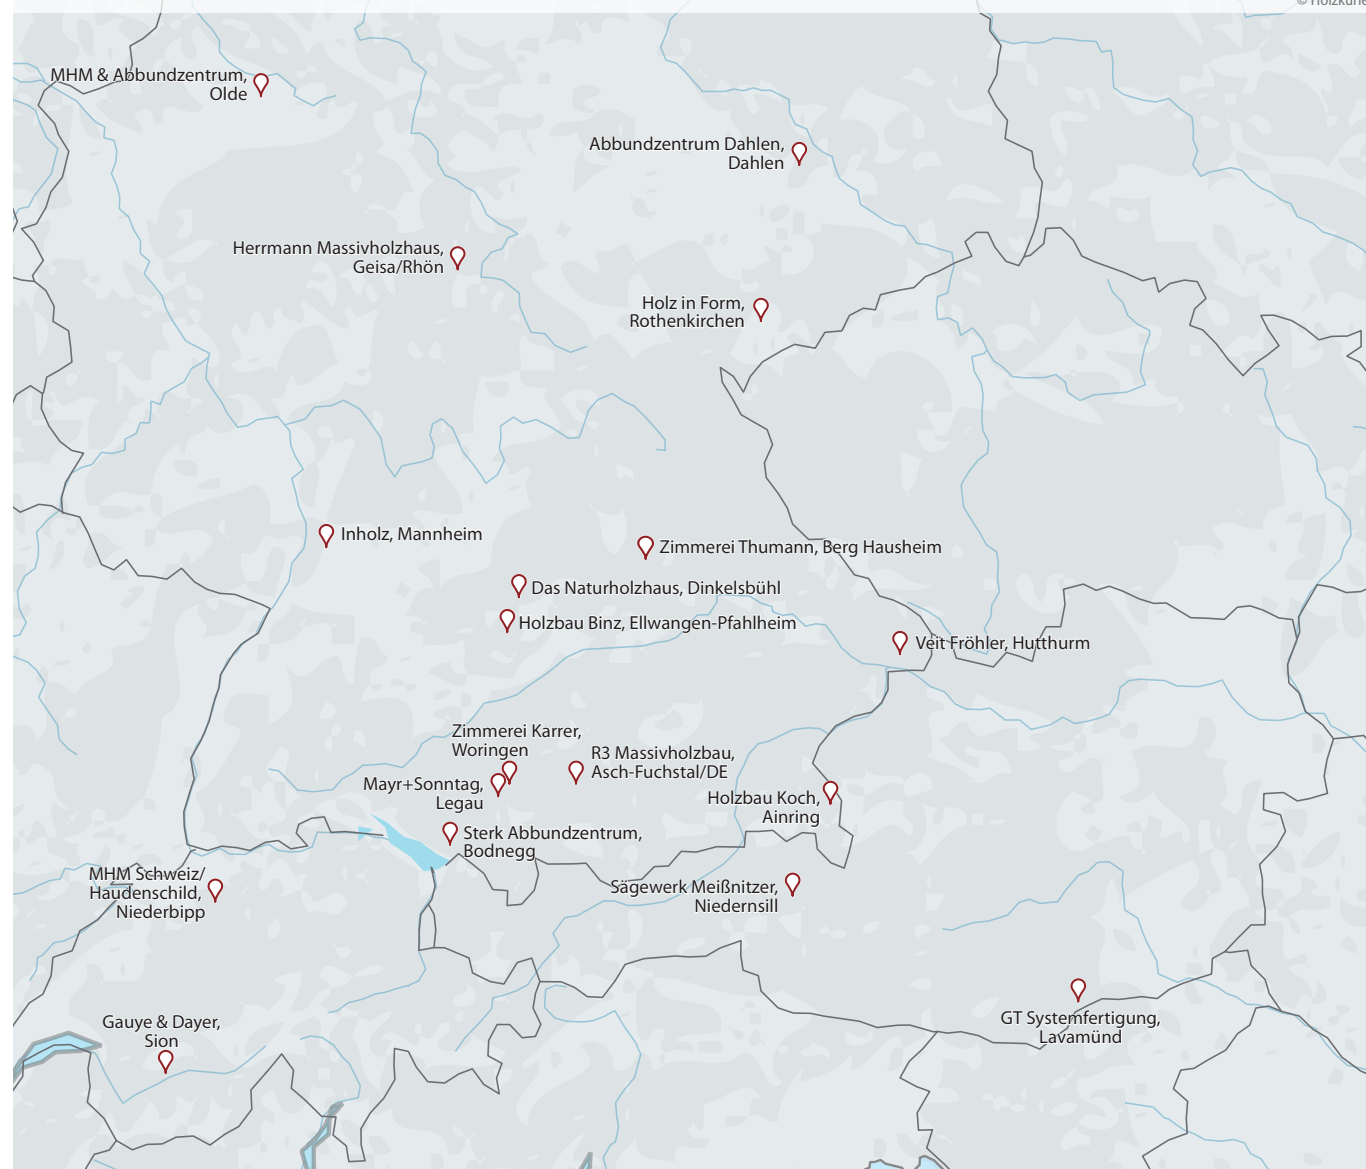 MHM & Abbundzentrum,
Olde
Abbundzentrum Dahlen,
Dahlen
Herrmann Massivholzhaus,
Geisa/Rhön
Holz in Form,
Rothenkirchen
Inholz, Mannheim
Zimmerei Thumann, Berg Hausheim
Das Naturholzhaus, Dinkelsbühl
Holzbau Binz, Ellwangen-Pfahlheim
Veit Fröhler, Hutthurm
Zimmerei Karrer,
Woringen
R3 Massivholzbau,
Asch-Fuchstal/DE
Mayr+Sonntag,
Legau
Holzbau Koch,
Ainring
Sterk Abbundzentrum,
Bodnegg
MHM Schweiz/
Haudenschild,
Niederbipp
Sägewerk Meißnitzer,
Niedernsill
GT Systemfertigung,
Lavamünd
Gauye & Dayer,
Sion